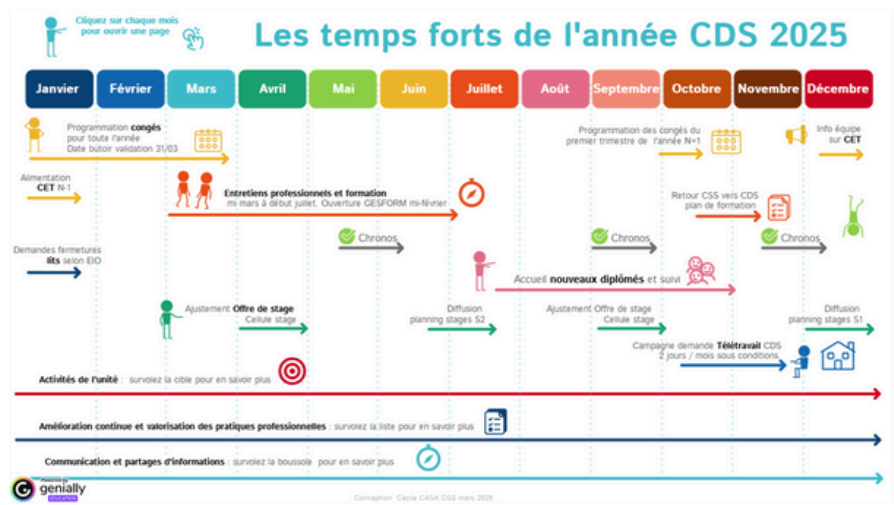 Cliquez sur chaque mois
pour ouvrir une page
Les temps forts de l'année CDS 2025
Janvier Février Mars Avril Mai Juin Juillet Août Septembre Octobre Novembre Décembre
Programmation congés
pour toute l'année
Date butoir validation 31/03
Programmation des congés du
premier trimestre de l'année N+1
Info équipe
sur CET
Alimentation
CET N-1
Entretiens professionnels et formation
mi mars à début juillet. Ouverture GESFORM mi-février
Retour CSS vers CDS
plan de formation
Chronos
Chronos
Chronos
Demandes fermetures
lits selon EIO
Accueil nouveaux diplômés et suivi
Ajustement Offre de stage
Cellule stage
Diffusion
planning stages S2
Ajustement Offre de stage
Cellule stage
Diffusion
planning stages S1
Campagne demande Télétravail CDS
2 jours / mois sous conditions
Activités de l'unité : survolez la cible pour en savoir plus
Amélioration continue et valorisation des pratiques professionnelles : survolez la liste pour en savoir plus
Communication et partages d'informations : survolez la boussole pour en savoir plus
Powered by
genially
EDUCATION
Conception Cécile CASA CSS mars 2025